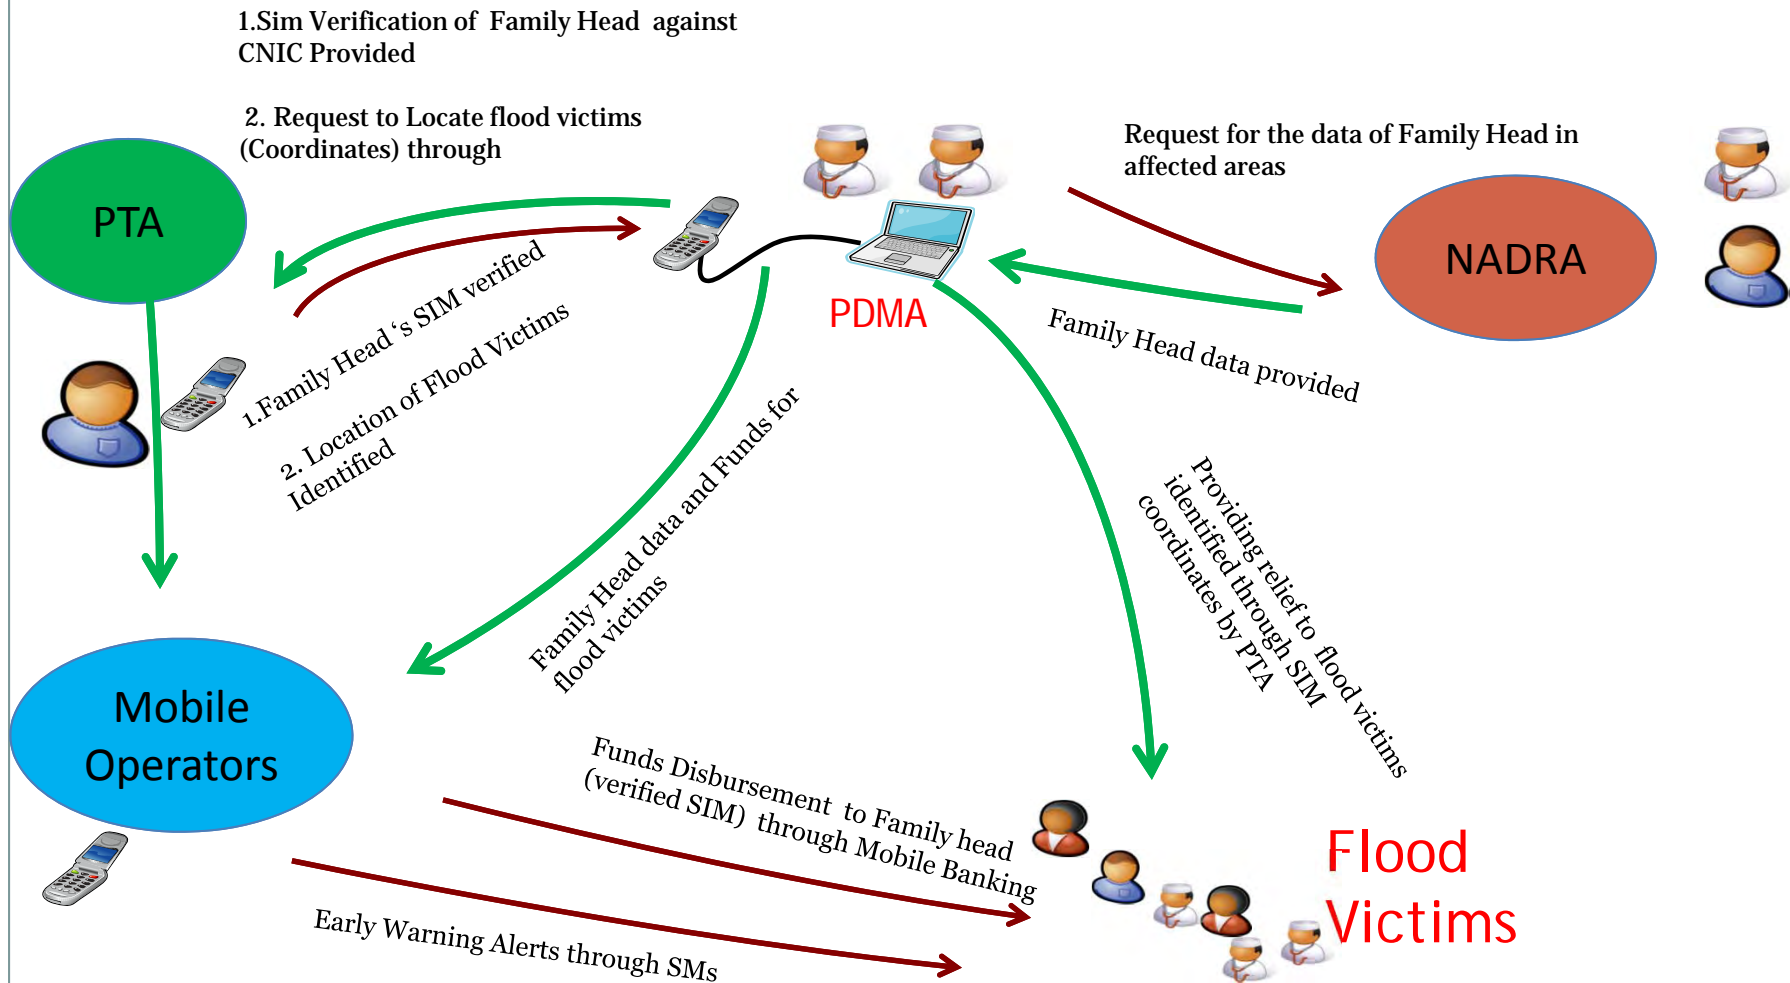 1.Sim Verification of Family Head against
CNIC Provided
2. Request to Locate flood victims
(Coordinates) through
Request for the data of Family Head in
affected areas
PTA
NADRA
PDMA
1.Family Head ‘s SIM verified
2. Location of Flood Victims
Identified
Family Head data provided
Family Head data and Funds for
flood victims
Providing relief to flood victims
identified through SIM
coordinates by PTA
Mobile
Operators
Funds Disbursement to Family head
(verified SIM) through Mobile Banking
Early Warning Alerts through SMs
Flood
Victims